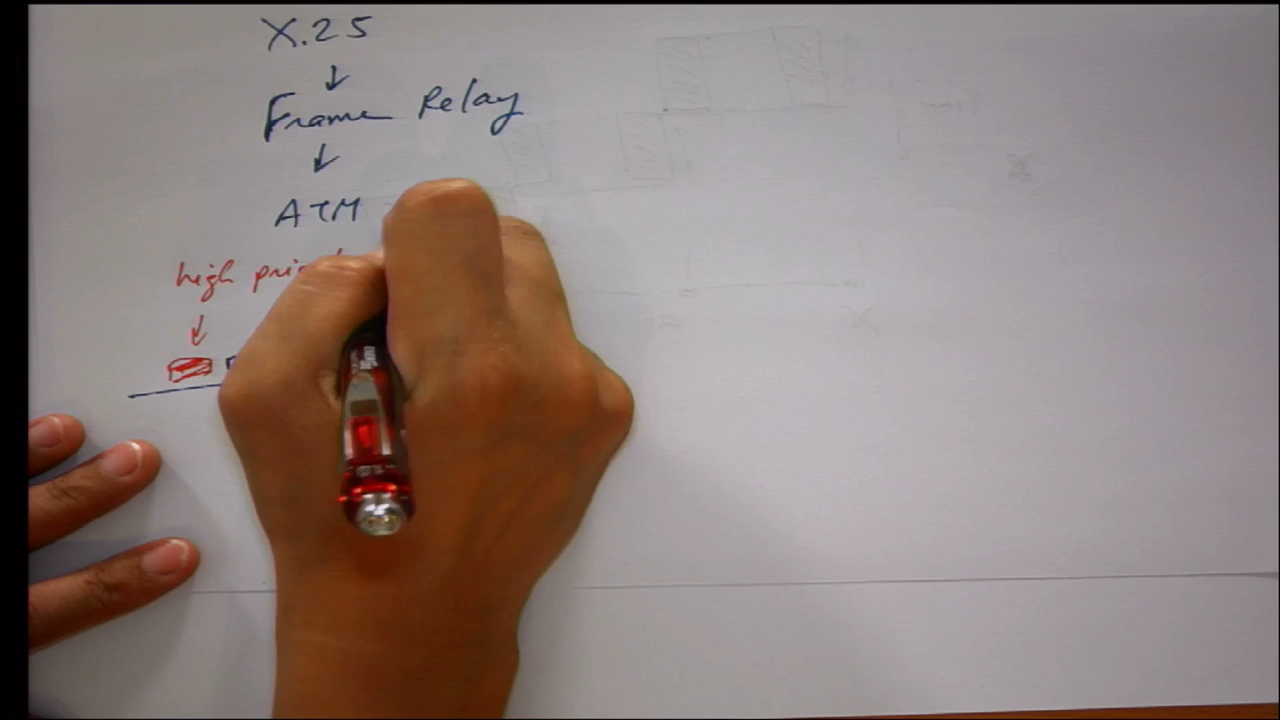 X.25
↓
Frame Relay
↓
ATM
high
↓